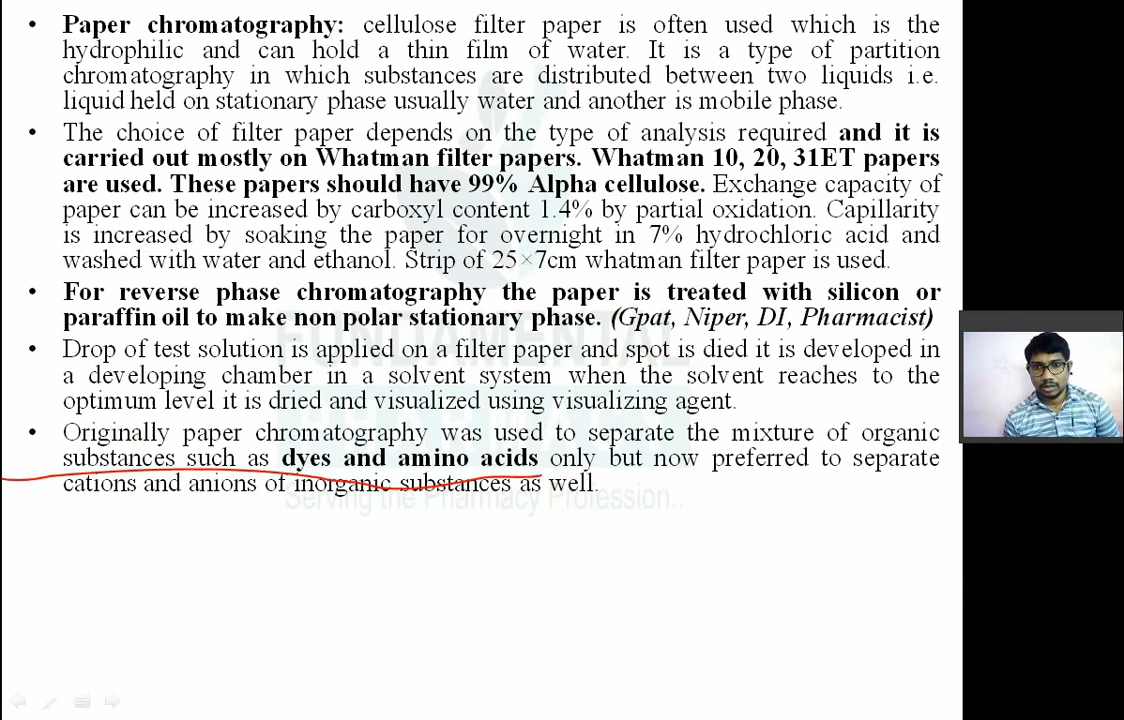 • Paper chromatography: cellulose filter paper is often used which is the
hydrophilic and can hold a thin film of water. It is a type of partition
chromatography in which substances are distributed between two liquids i.e.
liquid held on stationary phase usually water and another is mobile phase.
• The choice of filter paper depends on the type of analysis required and it is
carried out mostly on Whatman filter papers. Whatman 10, 20, 31ET papers
are used. These papers should have 99% Alpha cellulose. Exchange capacity of
paper can be increased by carboxyl content 1.4% by partial oxidation. Capillarity
is increased by soaking the paper for overnight in 7% hydrochloric acid and
washed with water and ethanol. Strip of 25×7cm whatman filter paper is used.
• For reverse phase chromatography the paper is treated with silicon or
paraffin oil to make non polar stationary phase. (Gpat, Niper, DI, Pharmacist)
FUNDAMENTAL
• Drop of test solution is applied on a filter paper and spot is died it is developed in
a developing chamber in a solvent system when the solvent reaches to the
optimum level it is dried and visualized using visualizing agent.
• Originally paper chromatography was used to separate the mixture of organic
substances such as dyes and amino acids only but now preferred to separate
cations and anions of inorganic substances as well.
Serving the Pharmacy Profession..